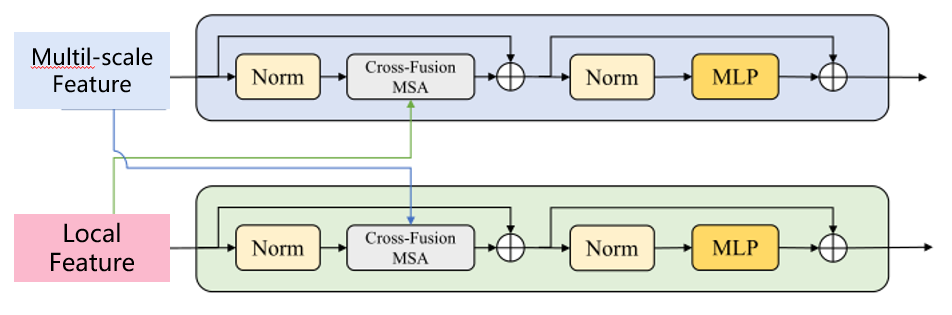 Multil-scale
Feature
Norm
Cross-Fusion
MSA
Norm
MLP
Local
Feature
Norm
Cross-Fusion
MSA
Norm
MLP